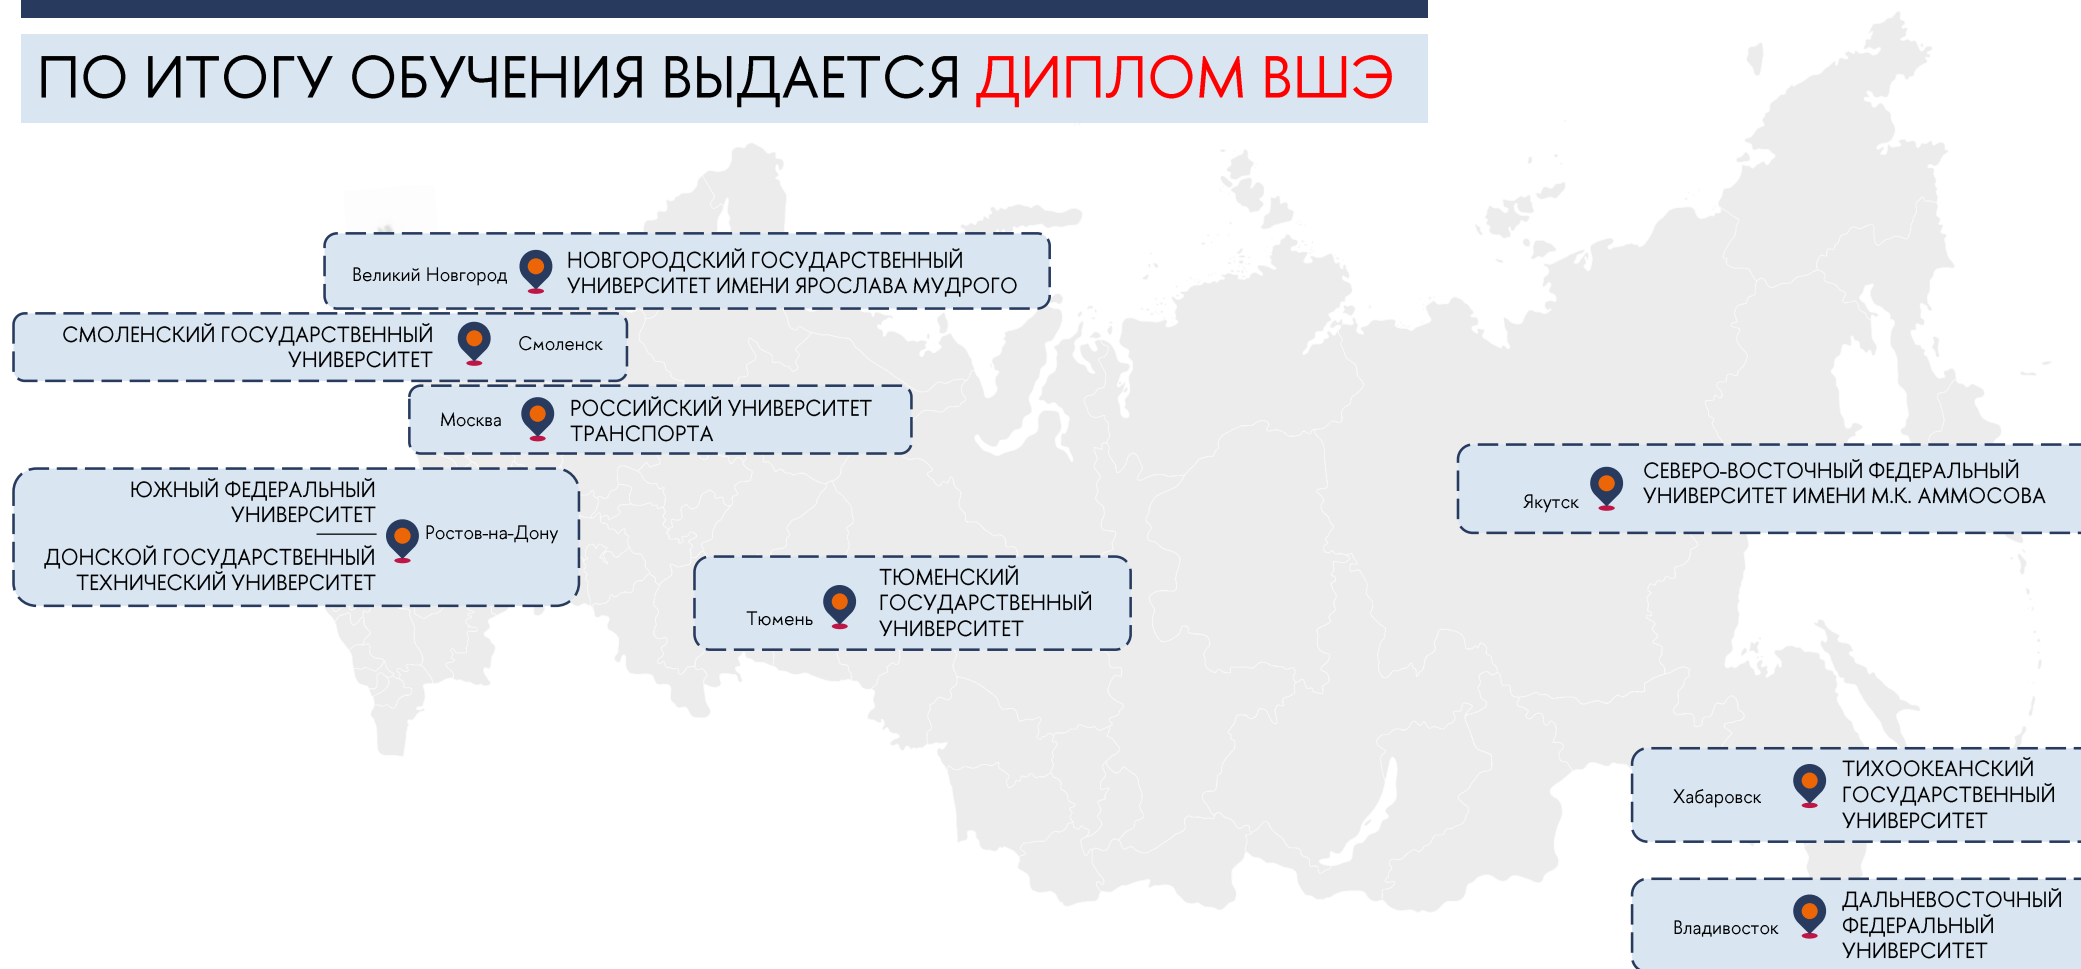 ПО ИТОГУ ОБУЧЕНИЯ ВЫДАЕТСЯ ДИПЛОМ ВШЭ
Великий Новгород
НОВГОРОДСКИЙ ГОСУДАРСТВЕННЫЙ
УНИВЕРСИТЕТ ИМЕНИ ЯРОСЛАВА МУДРОГО
СМОЛЕНСКИЙ ГОСУДАРСТВЕННЫЙ
УНИВЕРСИТЕТ
Смоленск
Москва
РОССИЙСКИЙ УНИВЕРСИТЕТ
ТРАНСПОРТА
ЮЖНЫЙ ФЕДЕРАЛЬНЫЙ
УНИВЕРСИТЕТ
ДОНСКОЙ ГОСУДАРСТВЕННЫЙ
ТЕХНИЧЕСКИЙ УНИВЕРСИТЕТ
Ростов-на-Дону
Якутск
СЕВЕРО-ВОСТОЧНЫЙ ФЕДЕРАЛЬНЫЙ
УНИВЕРСИТЕТ ИМЕНИ М.К. АММОСОВА
Тюмень
ТЮМЕНСКИЙ
ГОСУДАРСТВЕННЫЙ
УНИВЕРСИТЕТ
Хабаровск
ТИХООКЕАНСКИЙ
ГОСУДАРСТВЕННЫЙ
УНИВЕРСИТЕТ
Владивосток
ДАЛЬНЕВОСТОЧНЫЙ
ФЕДЕРАЛЬНЫЙ
УНИВЕРСИТЕТ